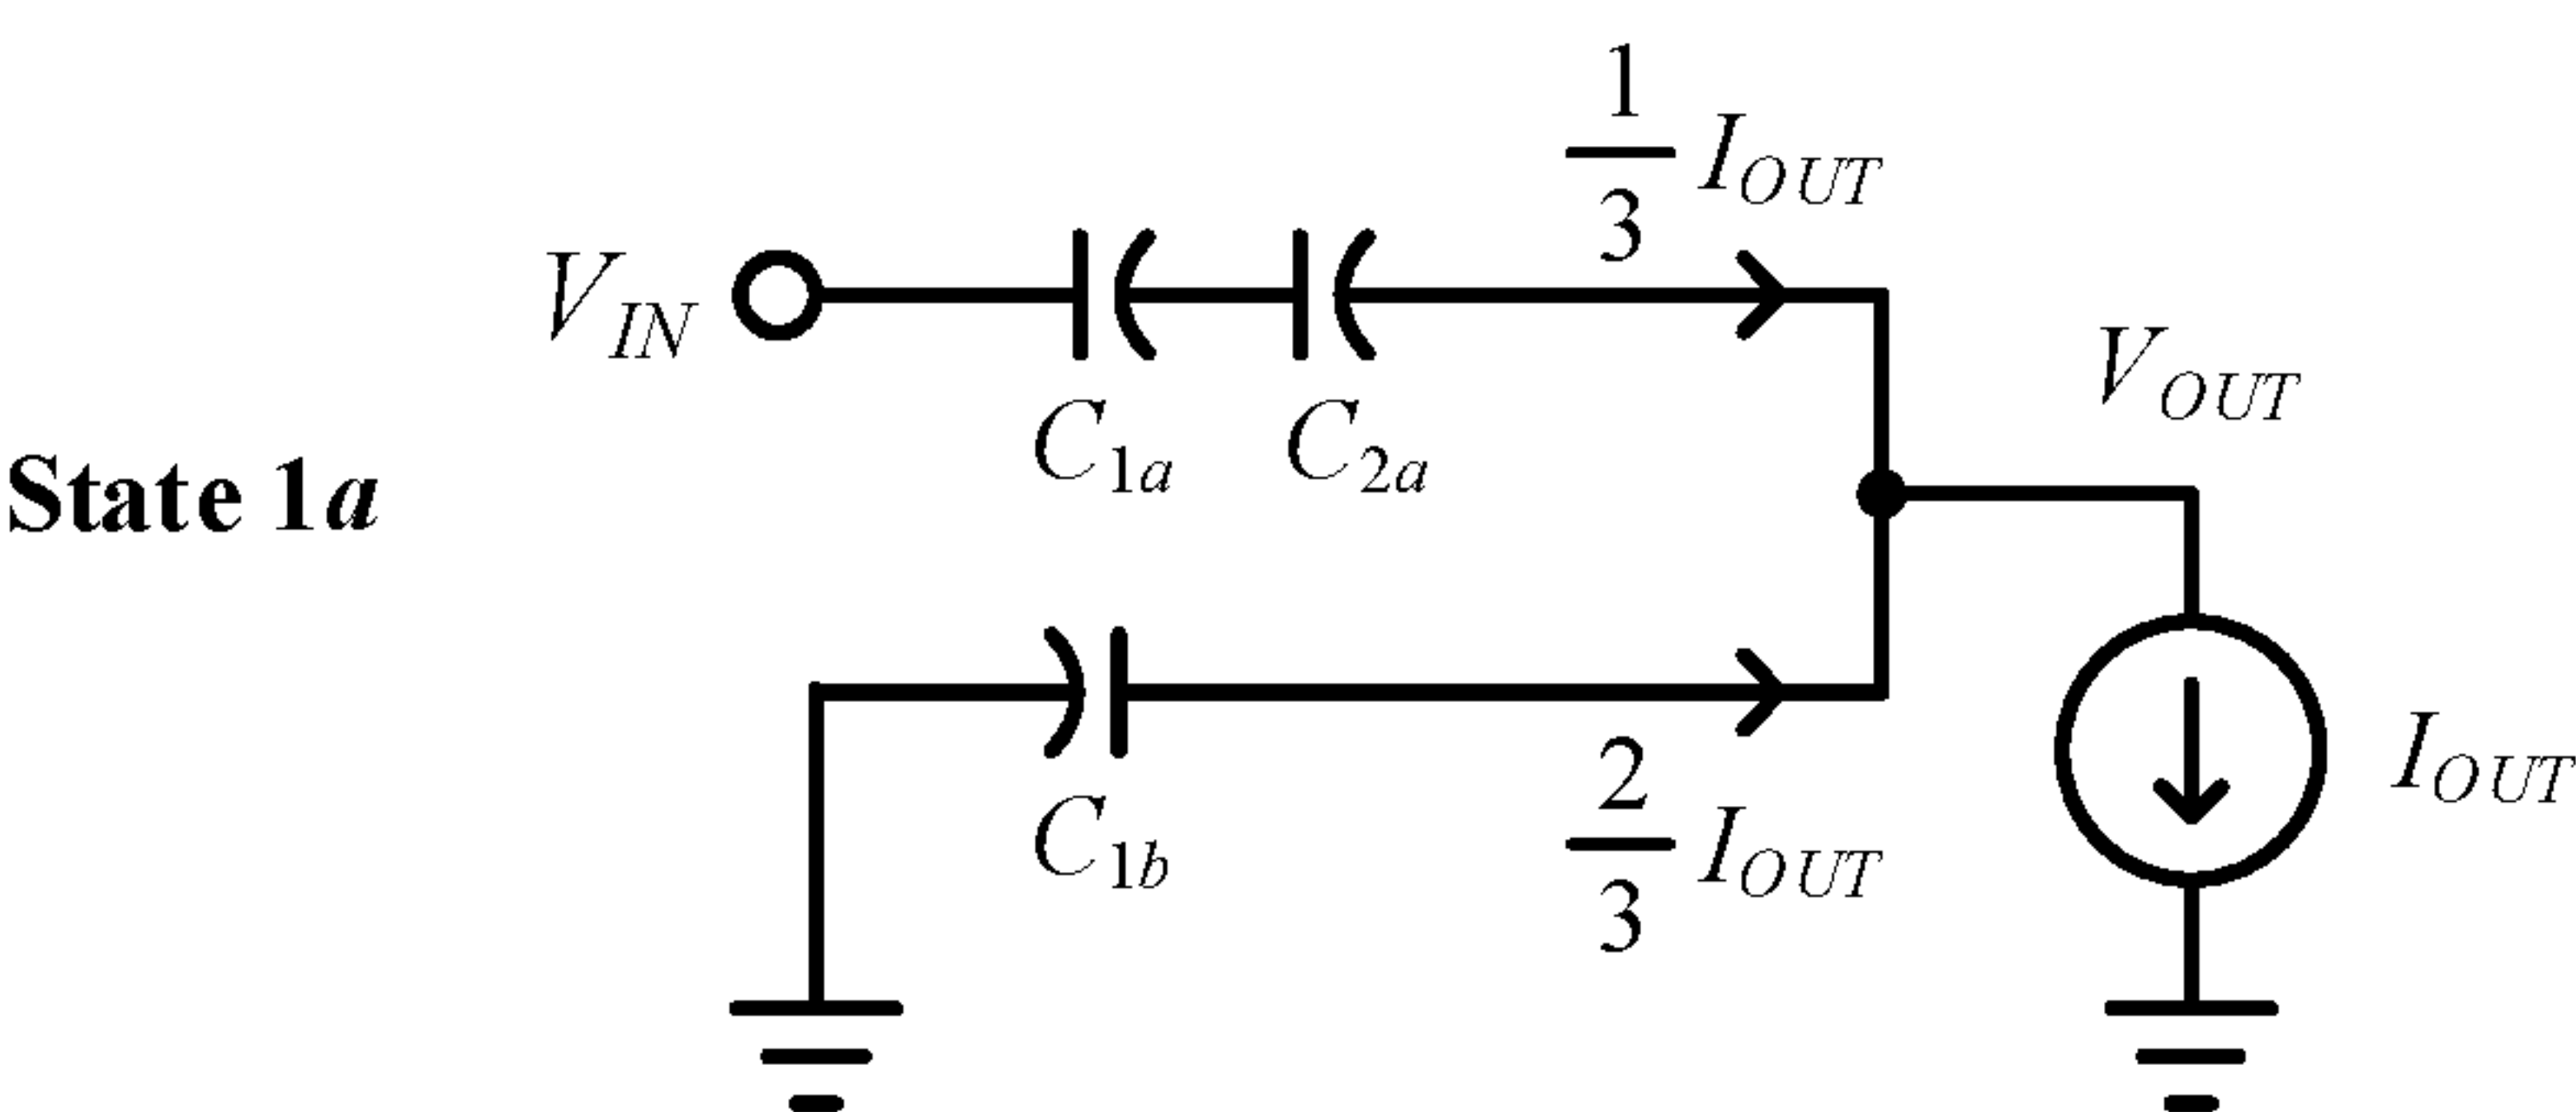 1/3 I_OUT
V_IN
C_1a C_2a
V_OUT
State 1a
C_1b
2/3 I_OUT
I_OUT